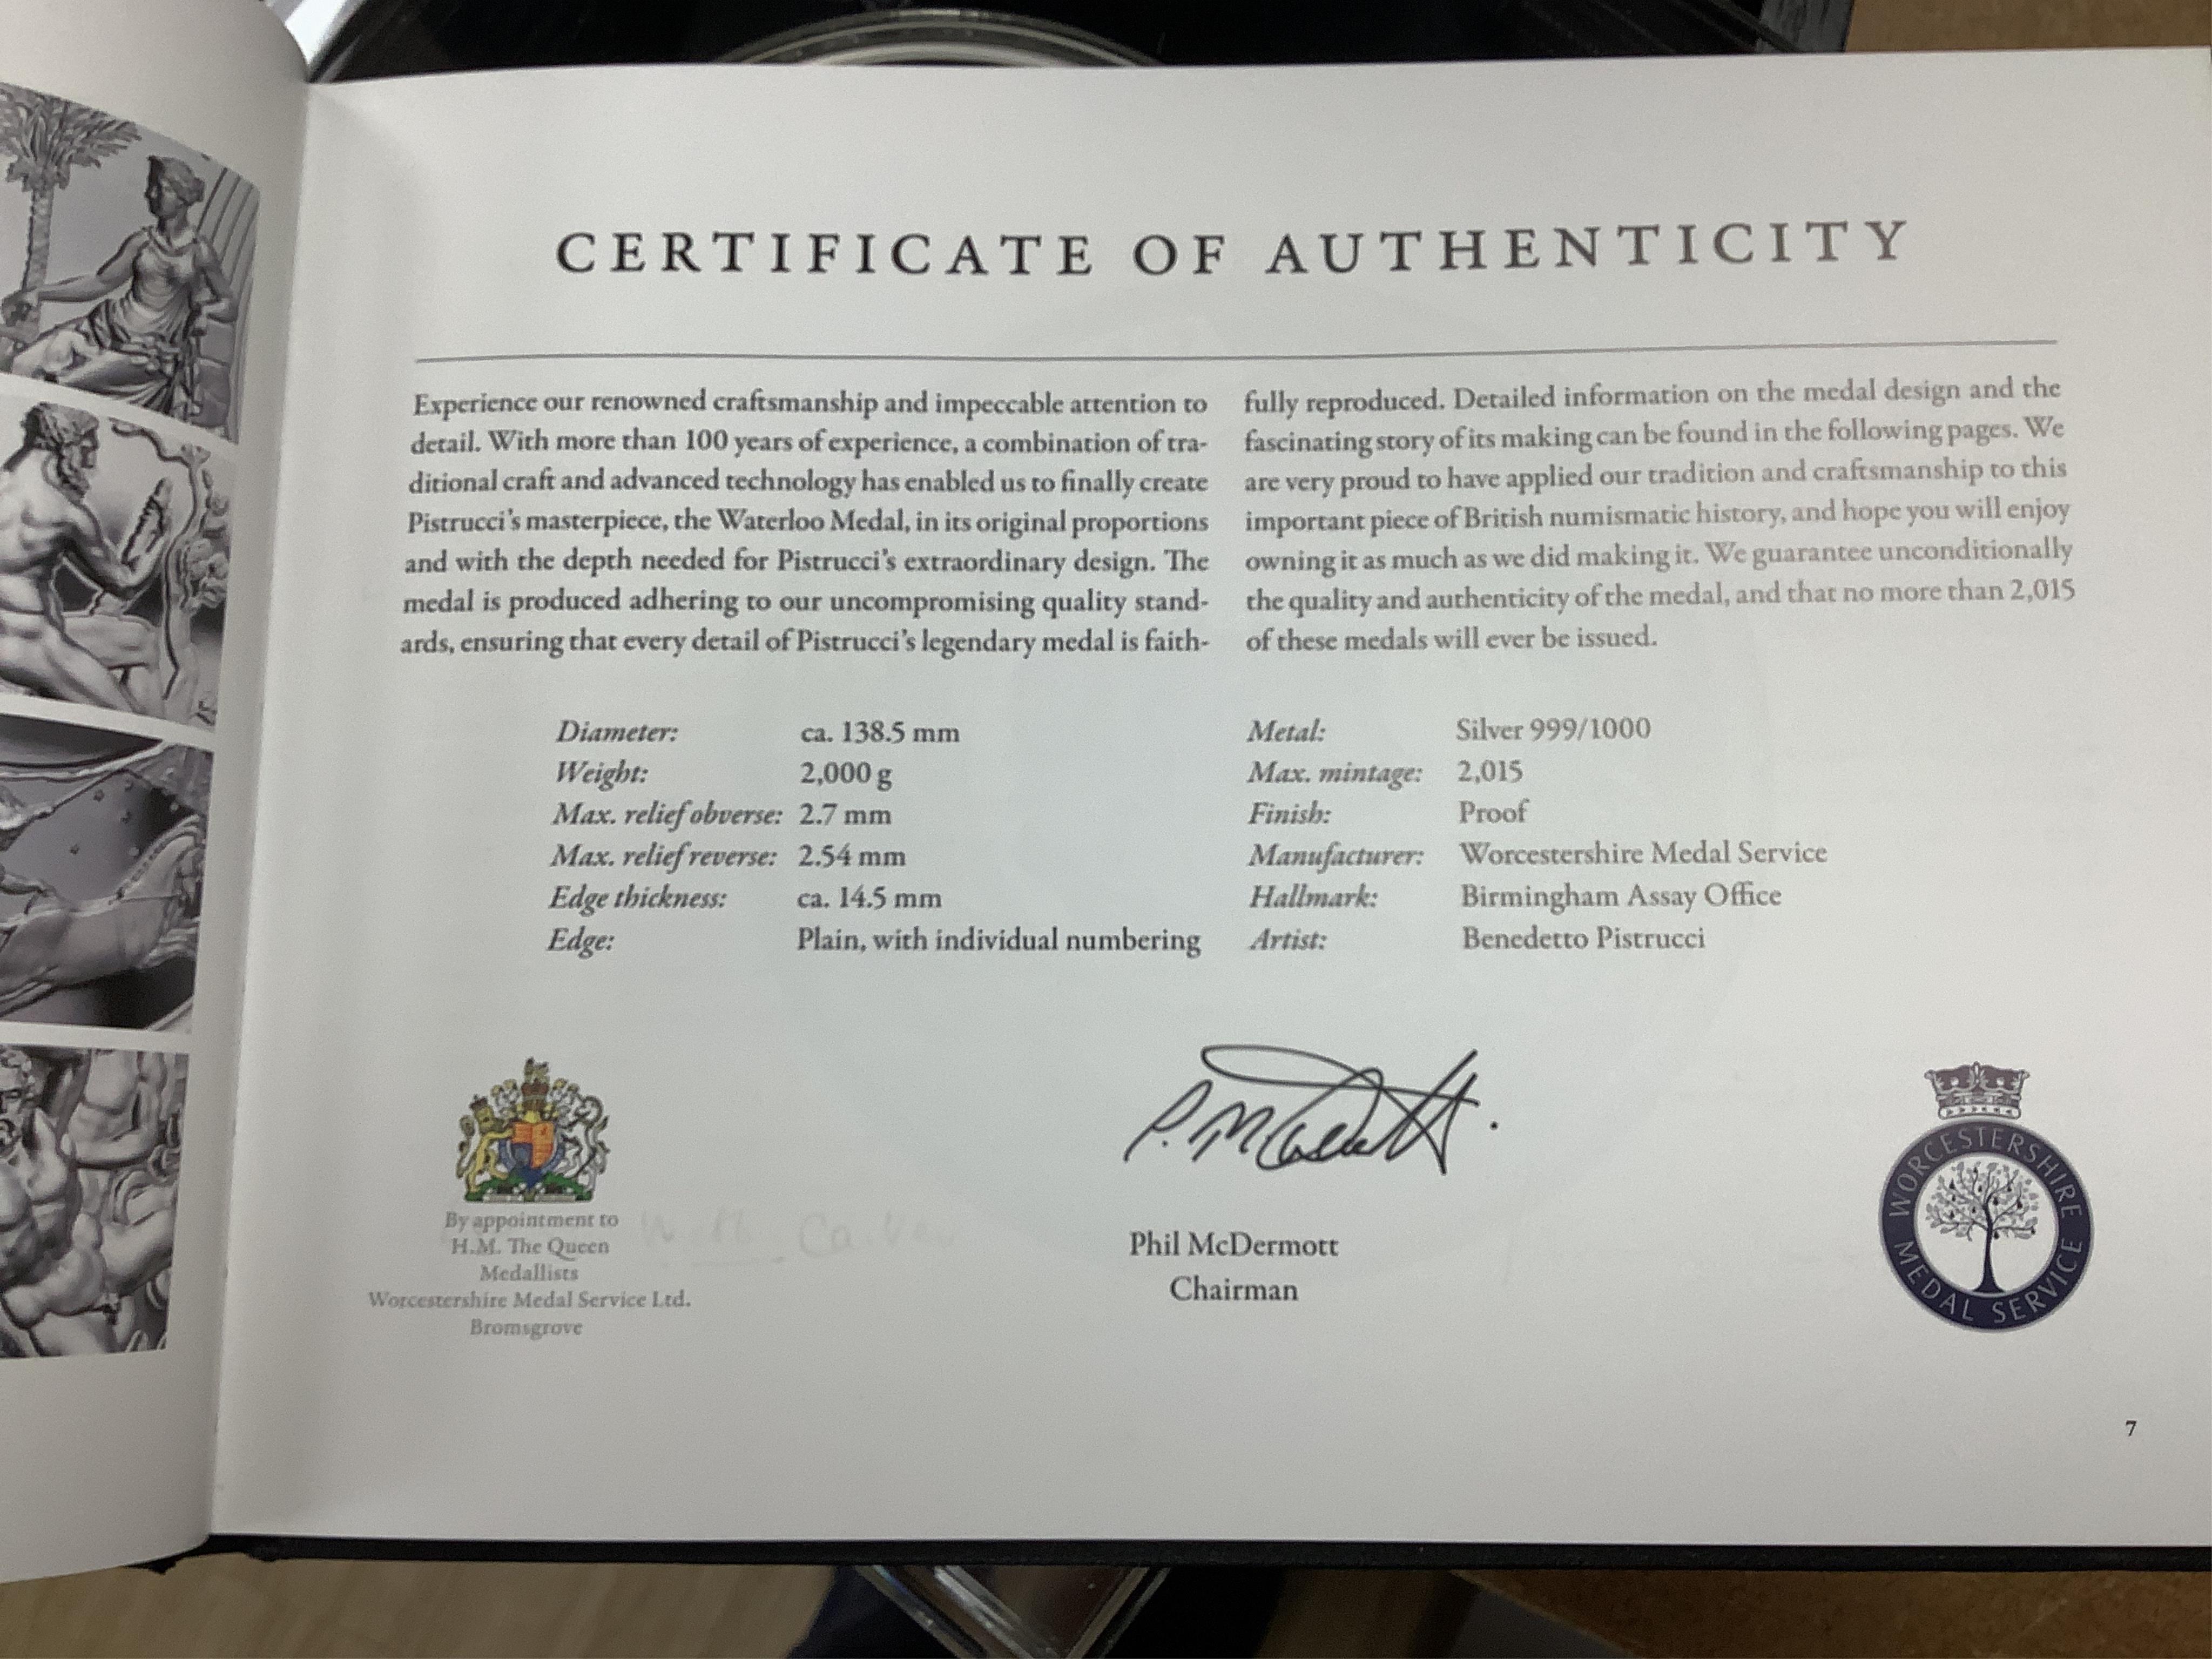 CERTIFICATE OF AUTHENTICITY
Experience our renowned craftsmanship and impeccable attention to
detail. With more than 100 years of experience, a combination of tra-
ditional craft and advanced technology has enabled us to finally create
Pistrucci's masterpiece, the Waterloo Medal, in its original proportions
and with the depth needed for Pistrucci's extraordinary design. The
medal is produced adhering to our uncompromising quality stand-
ards, ensuring that every detail of Pistrucci's legendary medal is faith-
fully reproduced. Detailed information on the medal design and the
fascinating story of its making can be found in the following pages. We
are very proud to have applied our tradition and craftsmanship to this
important piece of British numismatic history, and hope you will enjoy
owning it as much as we did making it. We guarantee unconditionally
the quality and authenticity of the medal, and that no more than 2,015
of these medals will ever be issued.
Diameter: ca. 138.5 mm
Weight: 2,000 g
Max. relief obverse: 2.7 mm
Max. relief reverse: 2.54 mm
Edge thickness: ca. 14.5 mm
Edge: Plain, with individual numbering
Metal: Silver 999/1000
Max. mintage: 2,015
Finish: Proof
Manufacturer: Worcestershire Medal Service
Hallmark: Birmingham Assay Office
Artist: Benedetto Pistrucci
By appointment to
H.M. The Queen
Medallists
Worcestershire Medal Service Ltd.
Bromsgrove
P. McDermott.
Phil McDermott
Chairman
WORCESTERSHIRE
MEDAL SERVICE
7